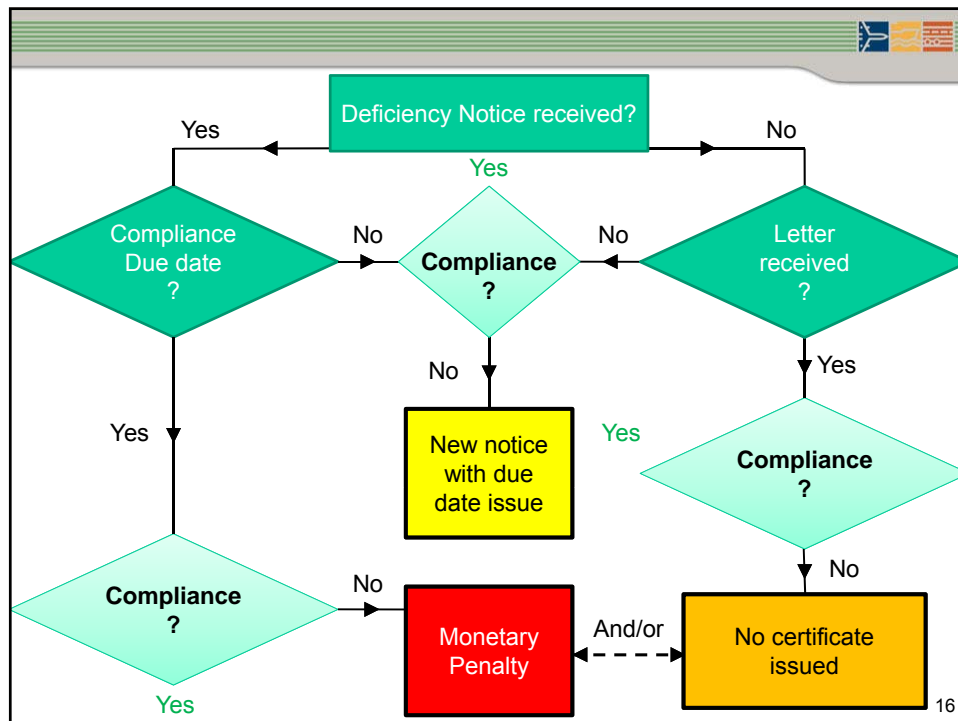 Deficiency Notice received?
Yes
No
Yes
Compliance
Due date
?
No
Compliance
?
No
Letter
received
?
No
Yes
Yes
New notice
with due
date issue
Yes
Compliance
?
No
Compliance
?
No
Monetary
Penalty
And/or
No certificate
issued
Yes
16